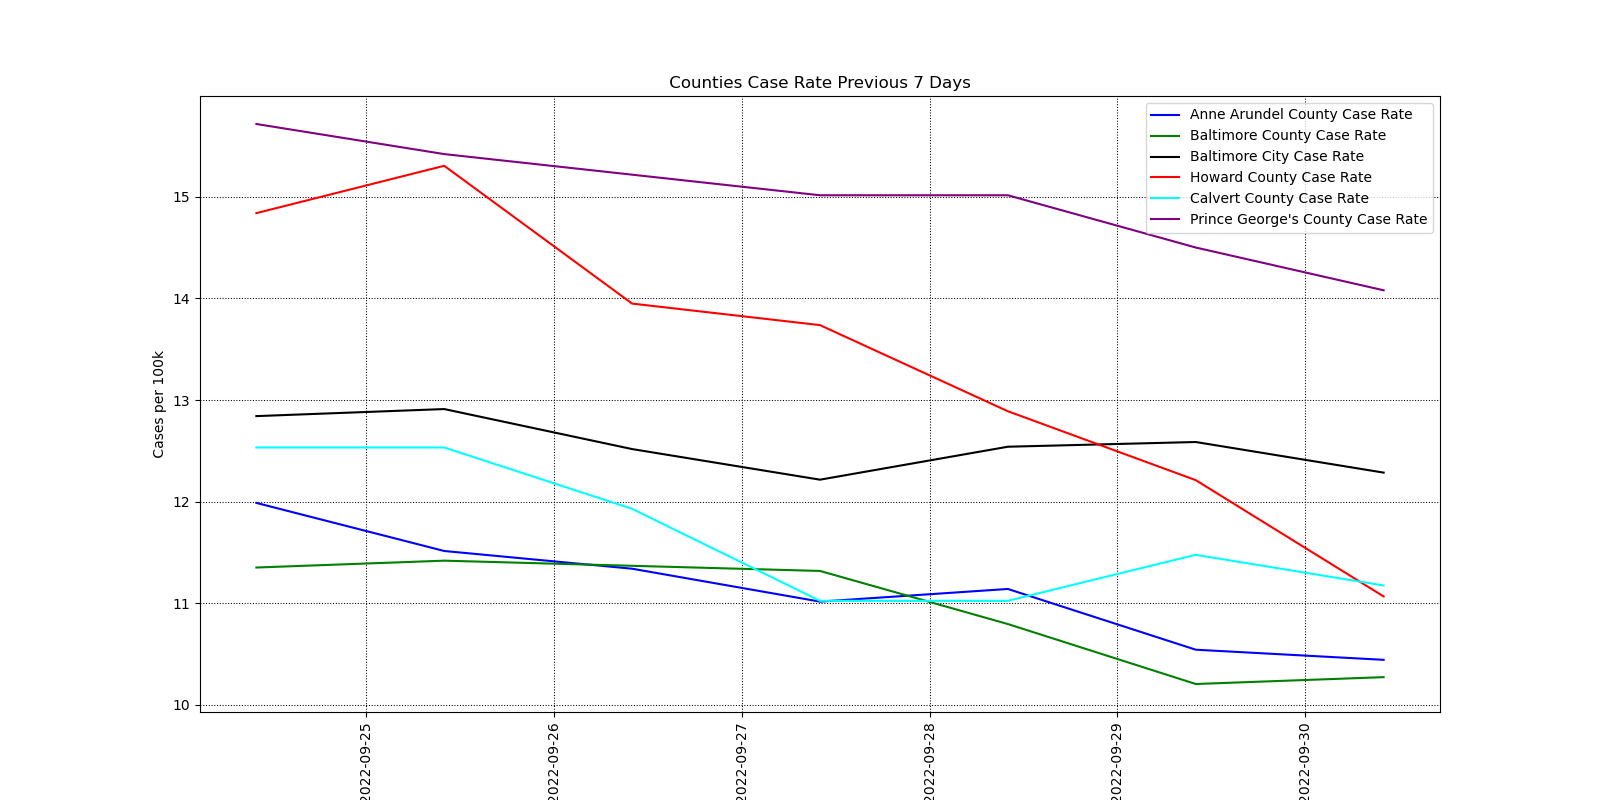 Counties Case Rate Previous 7 Days
Anne Arundel County Case Rate
Baltimore County Case Rate
Baltimore City Case Rate
Howard County Case Rate
Calvert County Case Rate
Prince George's County Case Rate
Cases per 100k
15
14
13
12
11
10
2022-09-25
2022-09-26
2022-09-27
2022-09-28
2022-09-29
2022-09-30